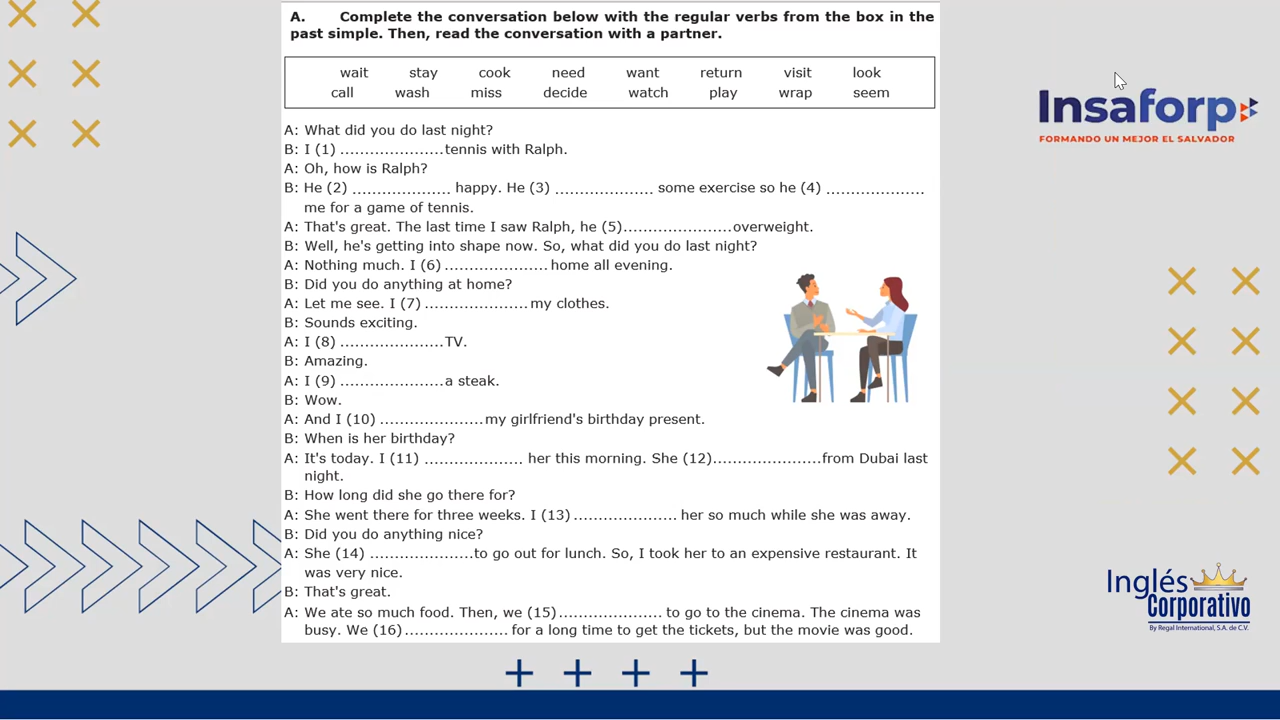 A. Complete the conversation below with the regular verbs from the box in the
past simple. Then, read the conversation with a partner.
wait stay cook need want return visit look
call wash miss decide watch play wrap seem
A: What did you do last night?
B: I (1) .....................tennis with Ralph.
A: Oh, how is Ralph?
B: He (2) .................... happy. He (3) .................... some exercise so he (4) ....................
me for a game of tennis.
A: That's great. The last time I saw Ralph, he (5)......................overweight.
B: Well, he's getting into shape now. So, what did you do last night?
A: Nothing much. I (6) ..................... home all evening.
B: Did you do anything at home?
A: Let me see. I (7) .....................my clothes.
B: Sounds exciting.
A: I (8) .....................TV.
B: Amazing.
A: I (9) .....................a steak.
B: Wow.
A: And I (10) .....................my girlfriend's birthday present.
B: When is her birthday?
A: It's today. I (11) .................... her this morning. She (12)......................from Dubai last
night.
B: How long did she go there for?
A: She went there for three weeks. I (13) ..................... her so much while she was away.
B: Did you do anything nice?
A: She (14) .....................to go out for lunch. So, I took her to an expensive restaurant. It
was very nice.
B: That's great.
A: We ate so much food. Then, we (15)..................... to go to the cinema. The cinema was
busy. We (16)..................... for a long time to get the tickets, but the movie was good.
Insaforp
FORMANDO UN MEJOR EL SALVADOR
Inglés
Corporativo
By Regal International, S.A. de C.V.